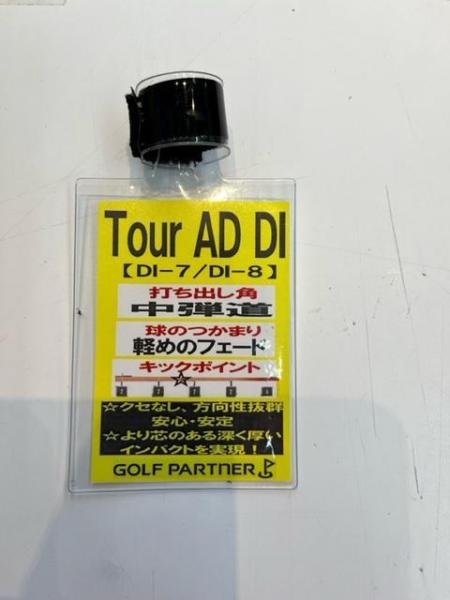 Tour AD DI
【DI-7/DI-8】
打ち出し角
中弾道
球のつかまり
軽めのフェード
キックポイント
☆
☆クセなし、方向性抜群
安心・安定
☆より芯のある深く厚い
インパクトを実現！
GOLF PARTNER